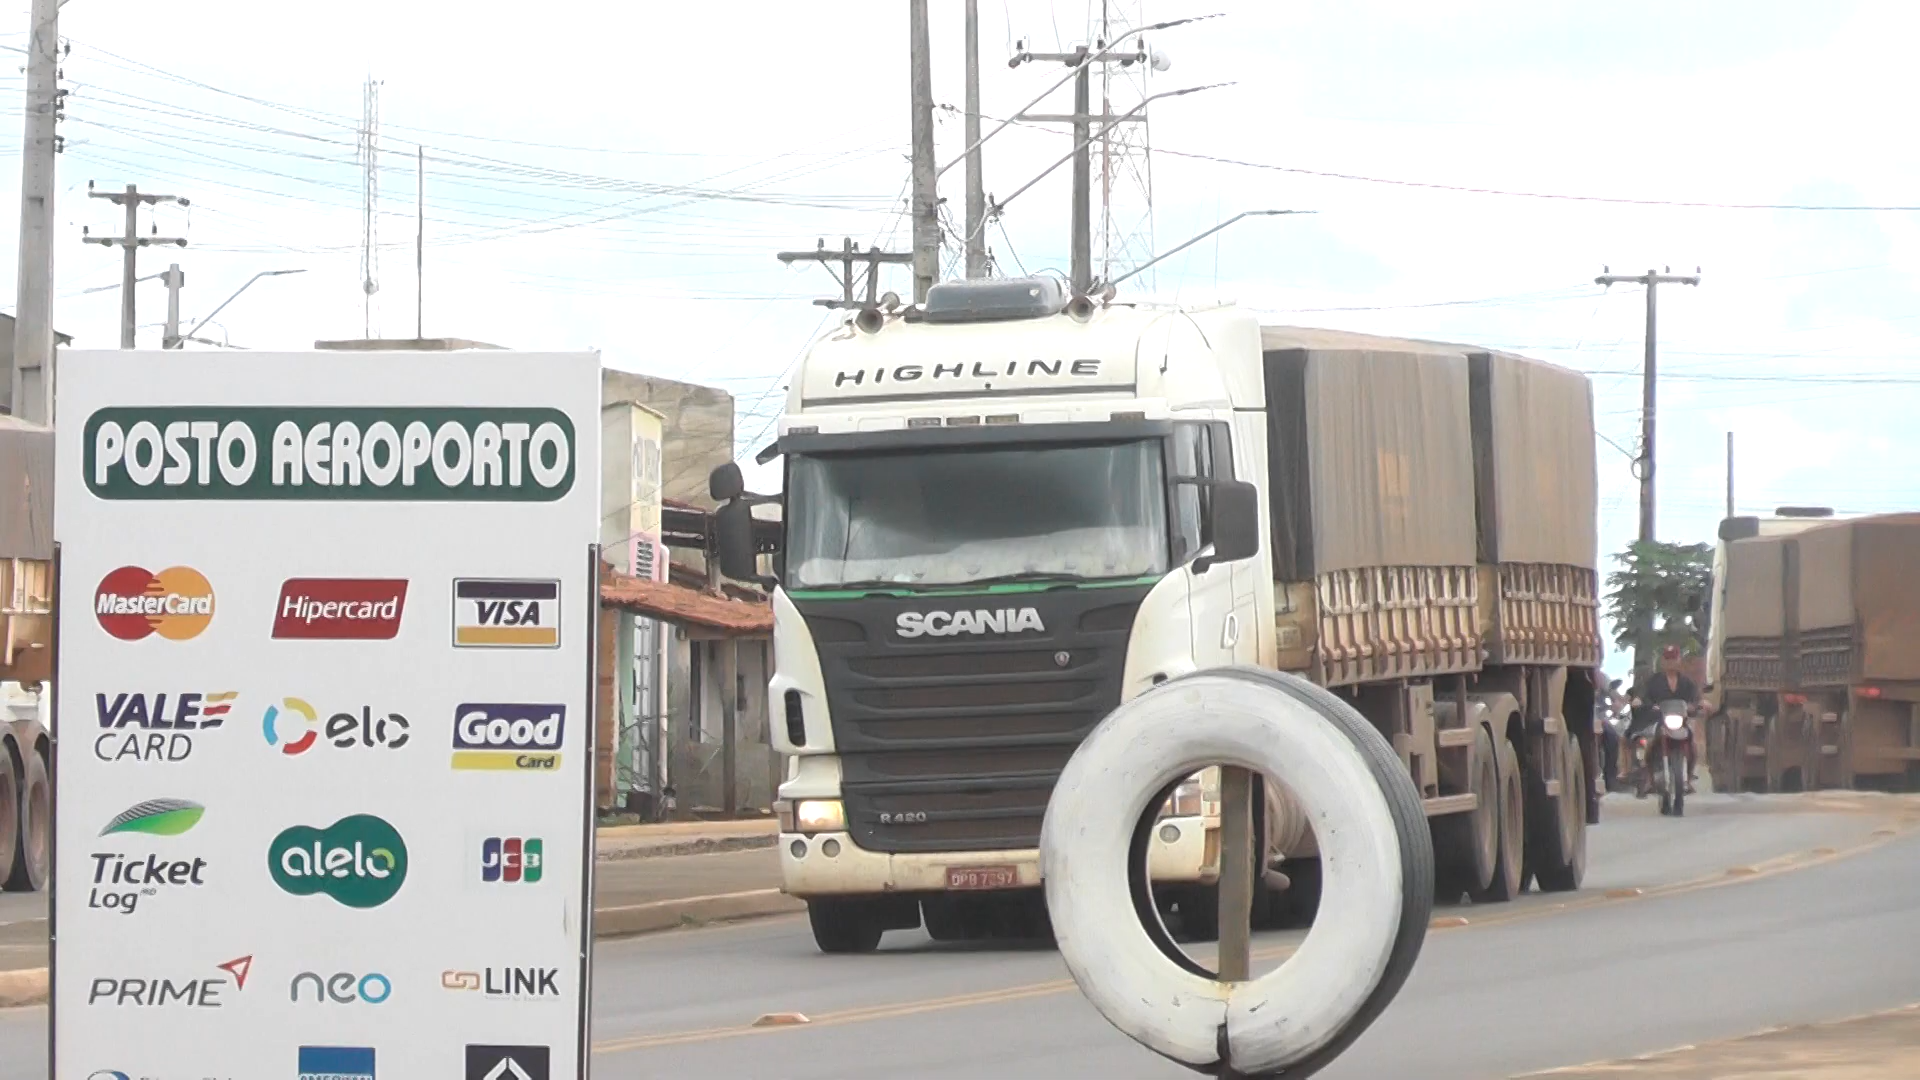 HIGHLINE
SCANIA
R 420
POSTO AEROPORTO
MasterCard
Hipercard
VISA
VALE
CARD
elo
Good
Card
Ticket
Log
alelo
JCB
PRIME
neo
LINK